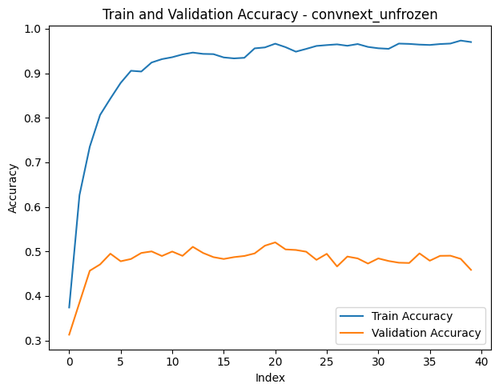 Train and Validation Accuracy - convnext_unfrozen
1.0
0.9
0.8
0.7
0.6
0.5
0.4
0.3
Accuracy
Train Accuracy
Validation Accuracy
0 5 10 15 20 25 30 35 40
Index